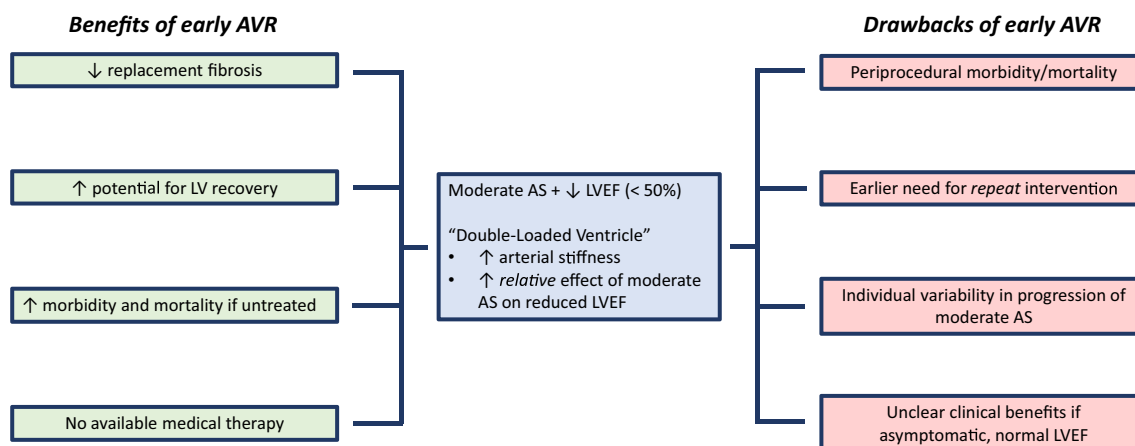 Benefits of early AVR
↓ replacement fibrosis
↑ potential for LV recovery
↑ morbidity and mortality if untreated
No available medical therapy
Moderate AS + ↓ LVEF (< 50%)
“Double-Loaded Ventricle”
• ↑ arterial stiffness
• ↑ relative effect of moderate
AS on reduced LVEF
Drawbacks of early AVR
Periprocedural morbidity/mortality
Earlier need for repeat intervention
Individual variability in progression of
moderate AS
Unclear clinical benefits if
asymptomatic, normal LVEF